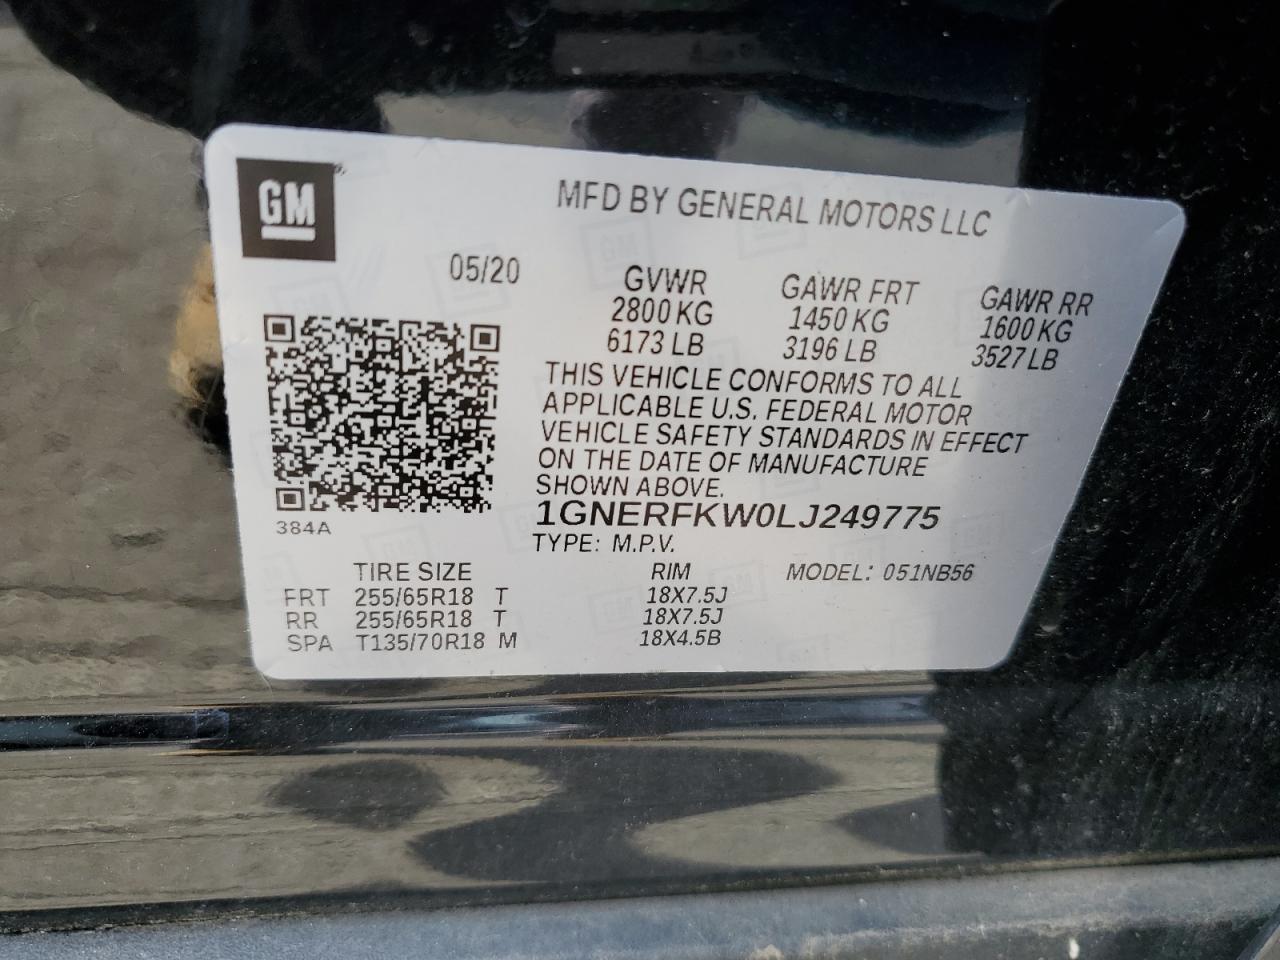 GM
MFD BY GENERAL MOTORS LLC
05/20 GVWR GAWR FRT GAWR RR
2800 KG 1450 KG 1600 KG
6173 LB 3196 LB 3527 LB
THIS VEHICLE CONFORMS TO ALL
APPLICABLE U.S. FEDERAL MOTOR
VEHICLE SAFETY STANDARDS IN EFFECT
ON THE DATE OF MANUFACTURE
SHOWN ABOVE.
384A
1GNERFKW0LJ249775
TYPE: M.P.V.
TIRE SIZE RIM MODEL: 051NB56
FRT 255/65R18 T 18X7.5J
RR 255/65R18 T 18X7.5J
SPA T135/70R18 M 18X4.5B